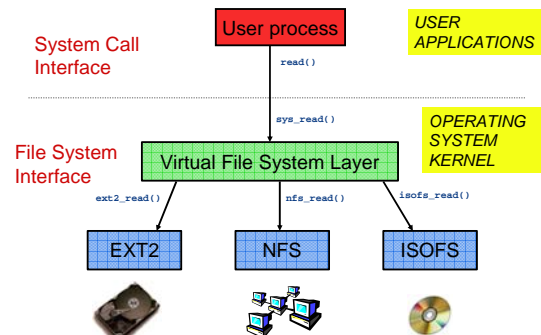 User process
USER
APPLICATIONS
System Call
Interface
read()
sys_read()
OPERATING
SYSTEM
KERNEL
File System
Interface
Virtual File System Layer
ext2_read()
nfs_read()
isofs_read()
EXT2
NFS
ISOFS